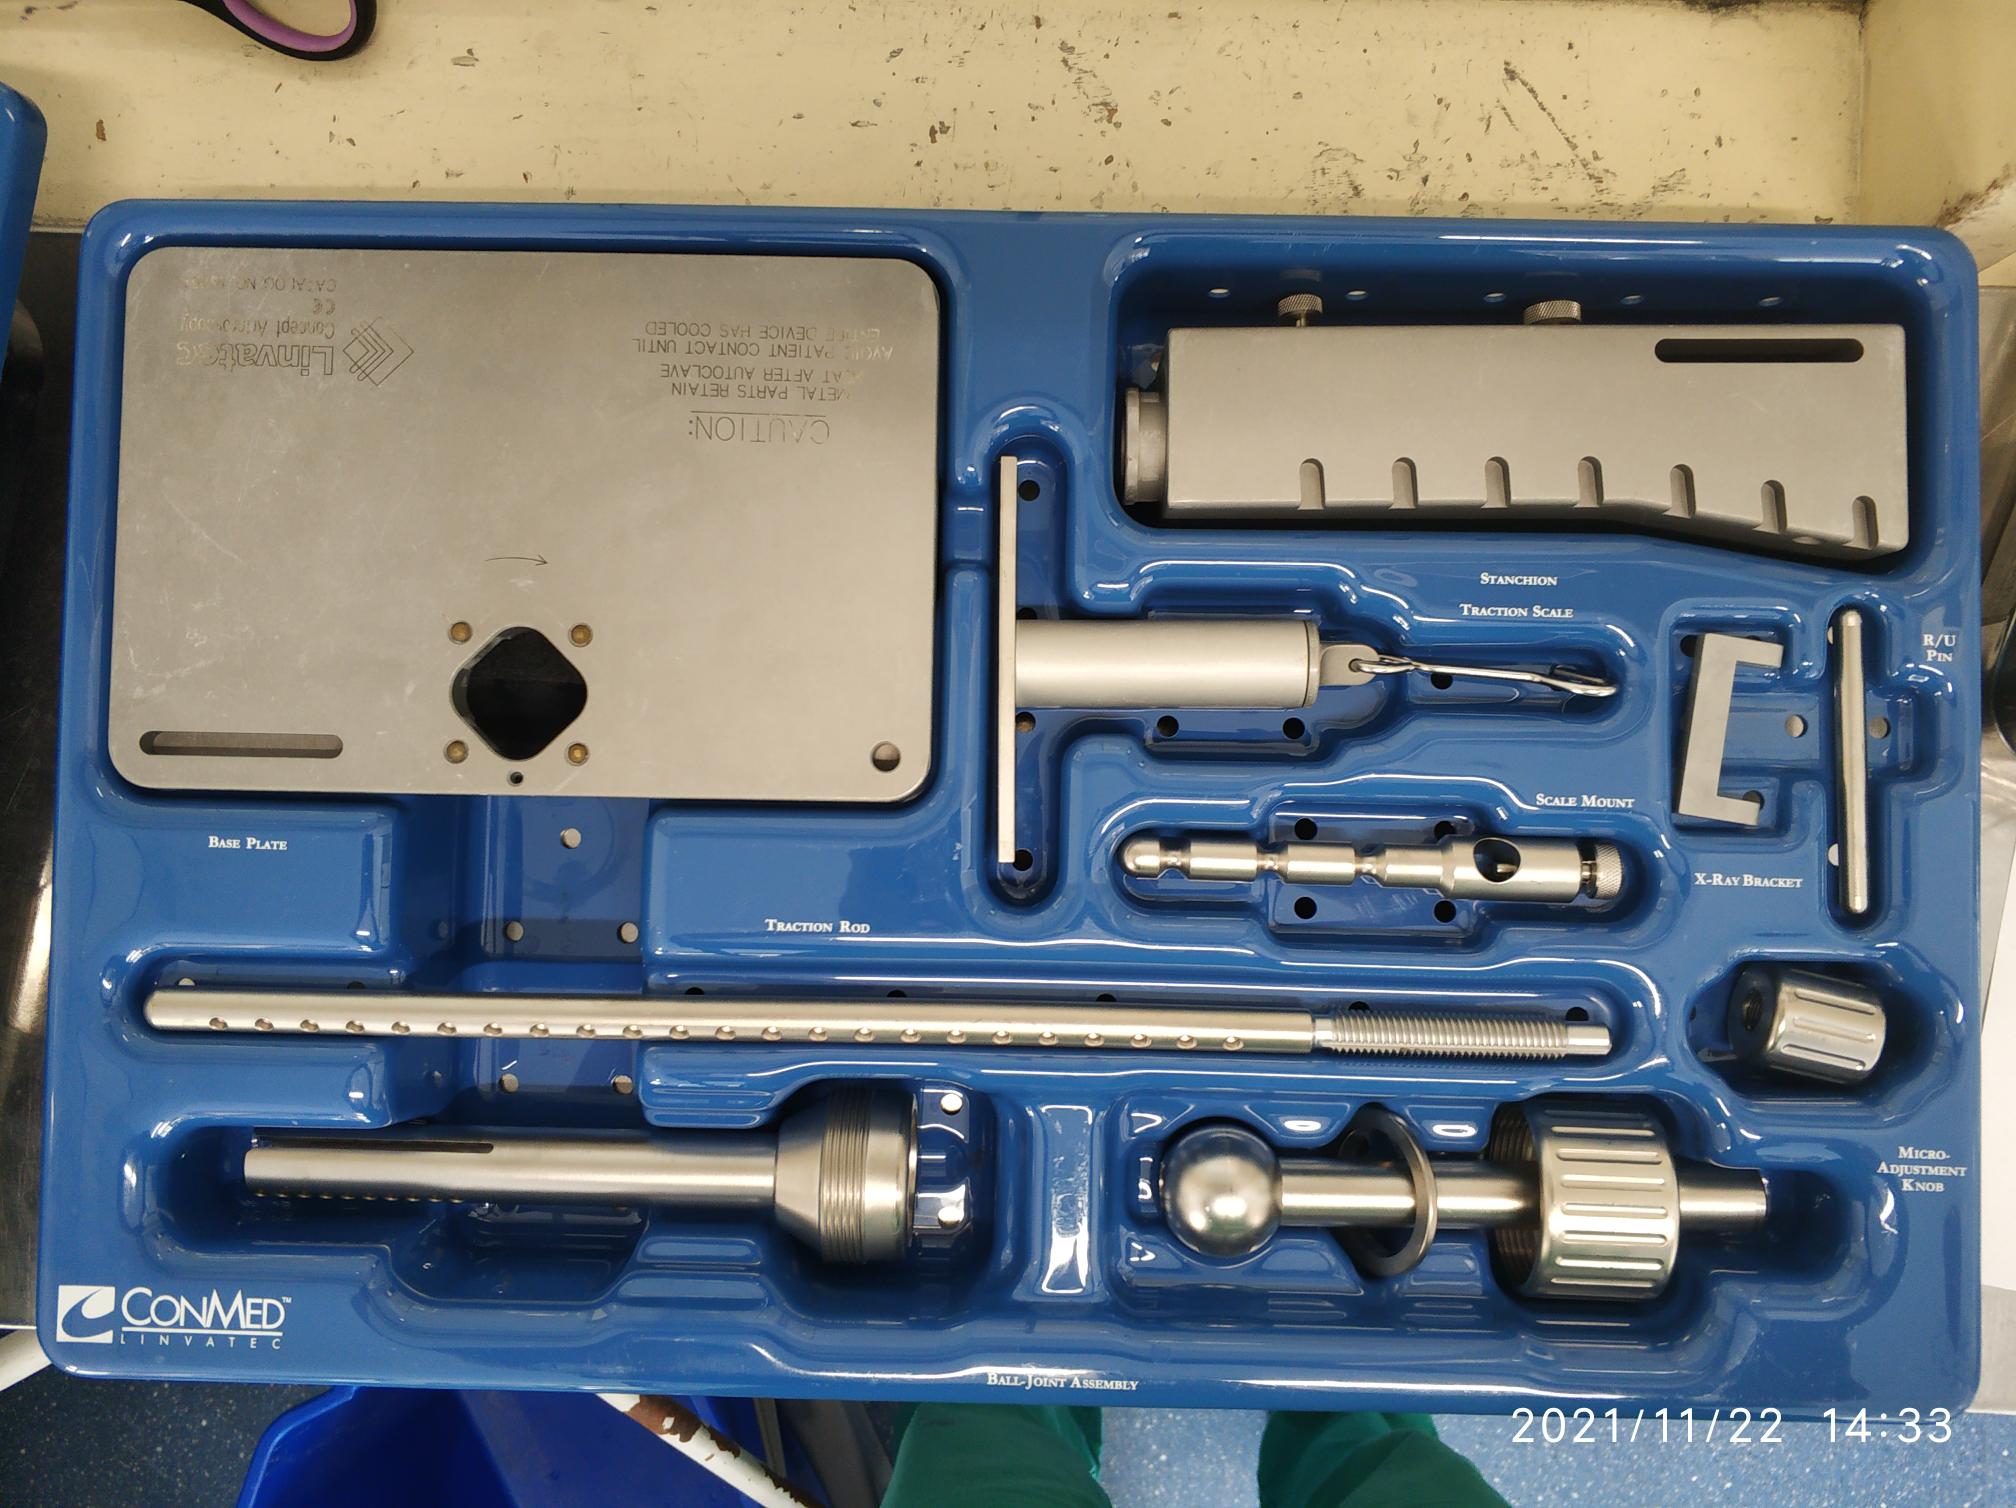 CATALOG NO.
CE
Concept Arthroscopy
Linvatec
CAUTION:
METAL PARTS RETAIN
HEAT AFTER AUTOCLAVE
AVOID PATIENT CONTACT UNTIL
ENTIRE DEVICE HAS COOLED
STANCHION
TRACTION SCALE
R/U
PIN
SCALE MOUNT
BASE PLATE
X-RAY BRACKET
TRACTION ROD
MICRO-
ADJUSTMENT
KNOB
CONMED™
LINVATEC
BALL-JOINT ASSEMBLY
2021/11/22 14:33